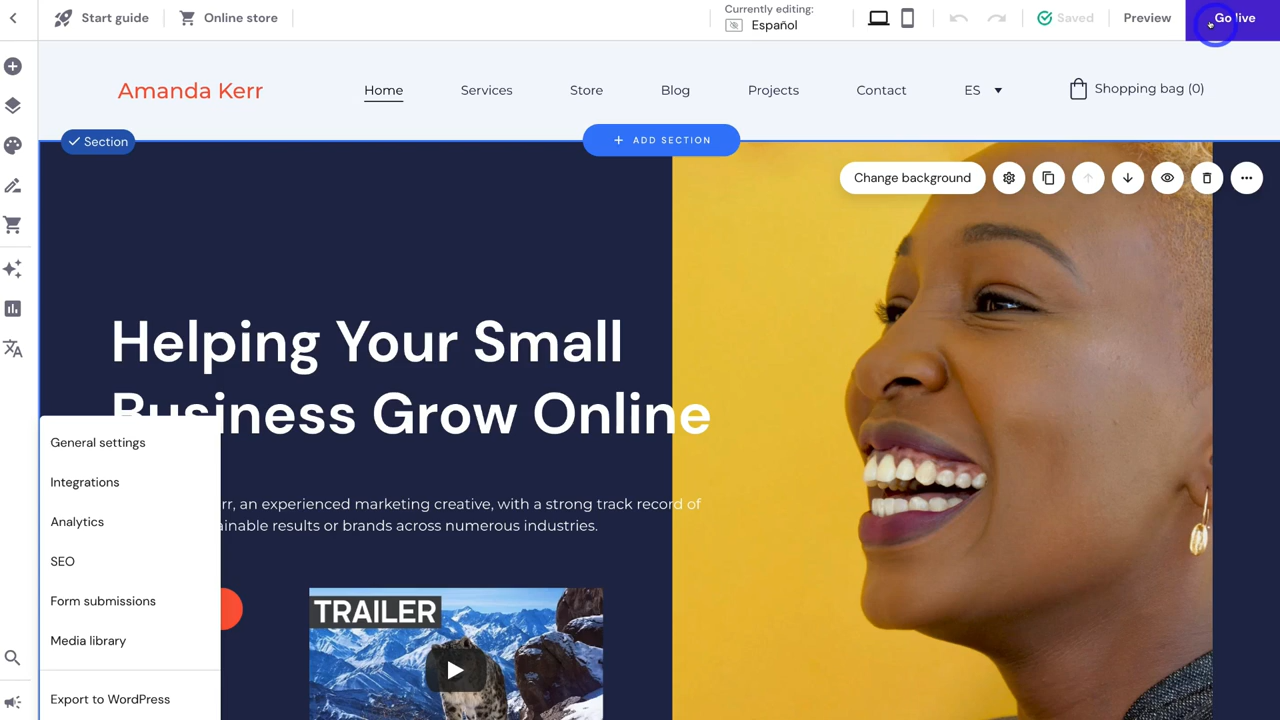 Start guide
Online store
Currently editing:
Español
Saved
Preview
Go live
Amanda Kerr
Home
Services
Store
Blog
Projects
Contact
ES
Shopping bag (0)
Section
+ ADD SECTION
Change background
Helping Your Small
Business Grow Online
rr, an experienced marketing creative, with a strong track record of
ainable results or brands across numerous industries.
General settings
Integrations
Analytics
SEO
Form submissions
Media library
Export to WordPress
TRAILER